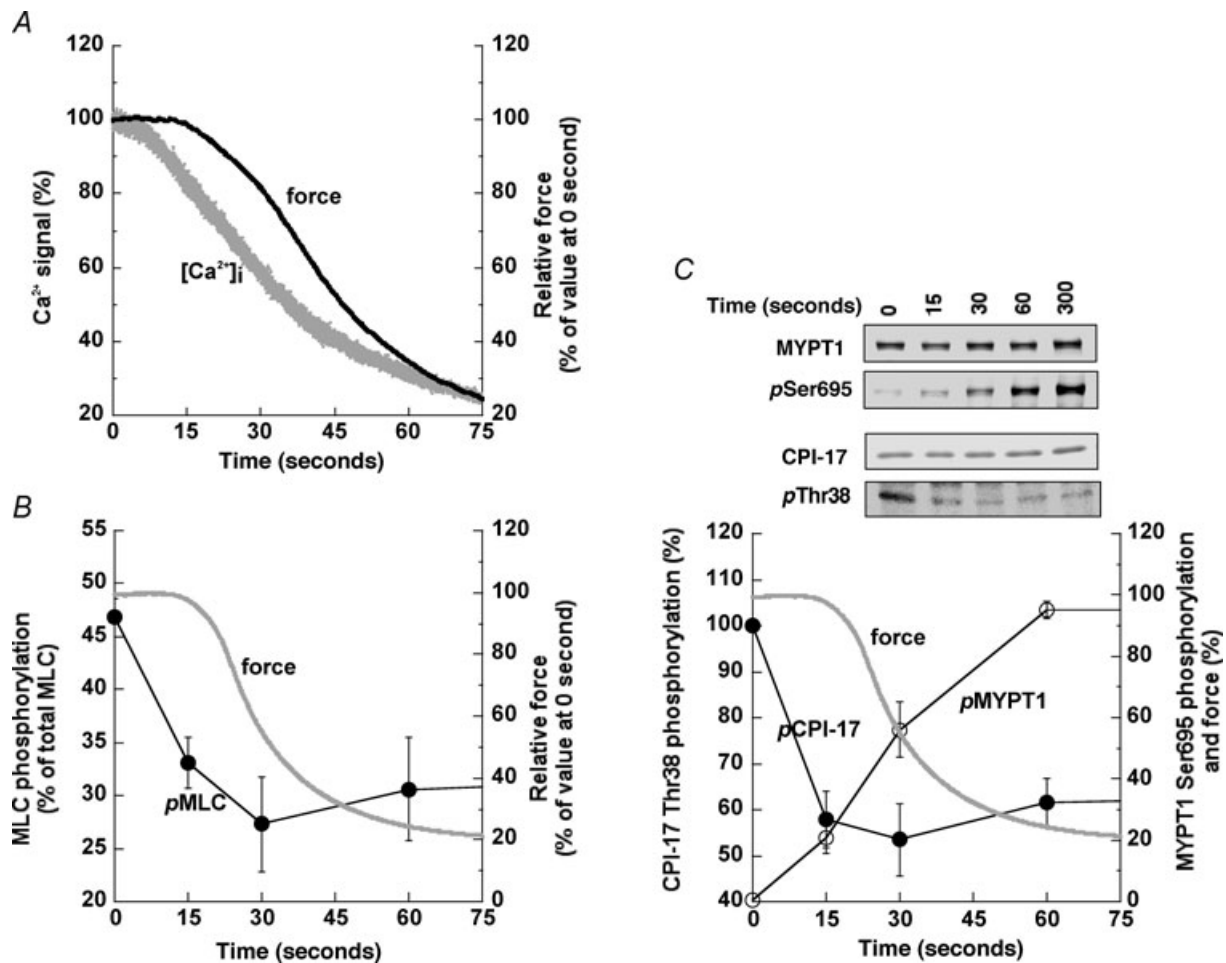 A
120
100
80
60
40
20
Ca²⁺ signal (%)
120
100
80
60
40
20
Relative force
(% of value at 0 second)
force
[Ca²⁺]i
0 15 30 45 60 75
Time (seconds)
B
55
50
45
40
35
30
25
20
MLC phosphorylation
(% of total MLC)
120
100
80
60
40
20
0
Relative force
(% of value at 0 second)
force
pMLC
0 15 30 45 60 75
Time (seconds)
C
Time (seconds) 0 15 30 60 300
MYPT1
pSer695
CPI-17
pThr38
120
110
100
90
80
70
60
50
40
CPI-17 Thr38 phosphorylation (%)
120
100
80
60
40
20
0
MYPT1 Ser695 phosphorylation
and force (%)
force
pCPI-17
pMYPT1
0 15 30 45 60 75
Time (seconds)